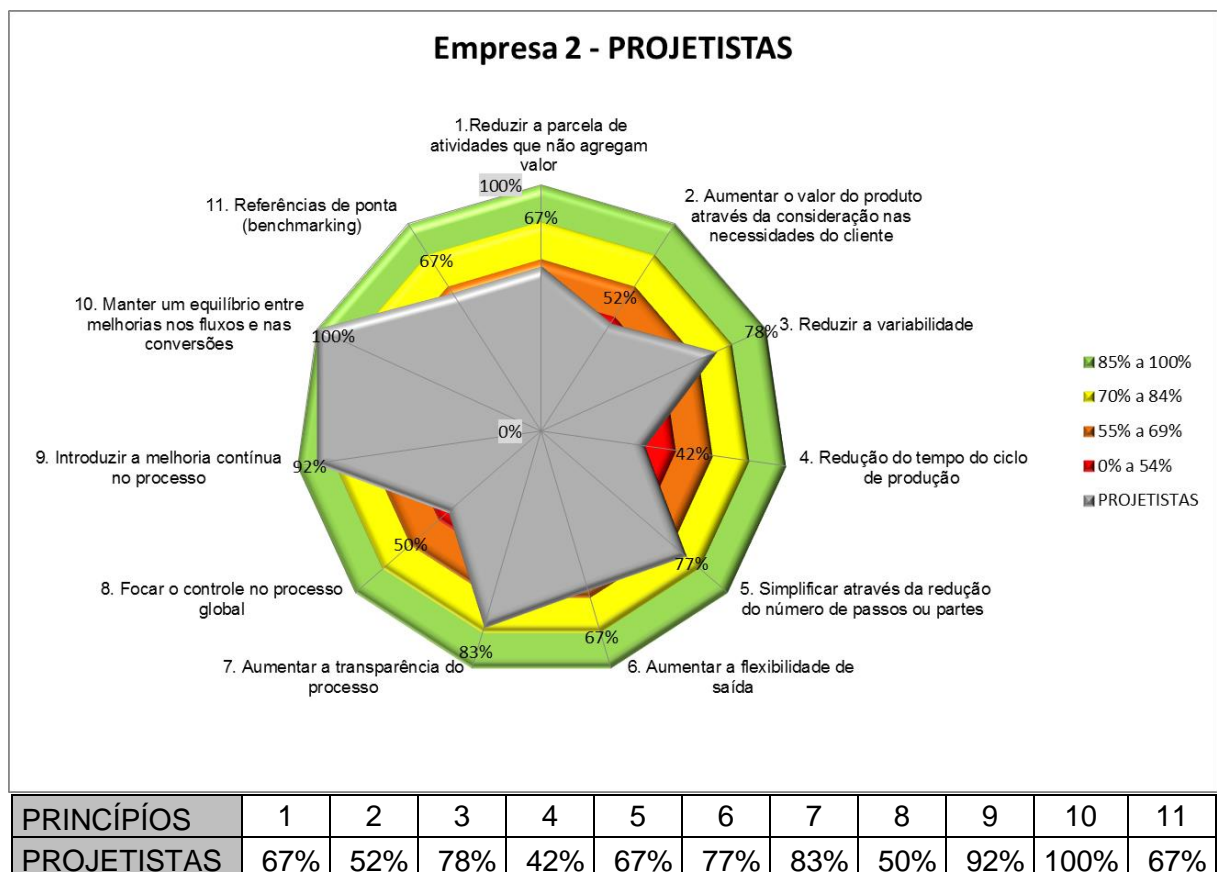 Empresa 2 - PROJETISTAS
1.Reduzir a parcela de
atividades que não agregam
valor
100%
67%
2. Aumentar o valor do produto
através da consideração nas
necessidades do cliente
52%
3. Reduzir a variabilidade
78%
4. Redução do tempo do ciclo
de produção
42%
5. Simplificar através da redução
do número de passos ou partes
77%
6. Aumentar a flexibilidade de
saída
67%
7. Aumentar a transparência do
processo
83%
8. Focar o controle no processo
global
50%
9. Introduzir a melhoria contínua
no processo
92%
10. Manter um equilíbrio entre
melhorias nos fluxos e nas
conversões
100%
11. Referências de ponta
(benchmarking)
67%
0%
85% a 100%
70% a 84%
55% a 69%
0% a 54%
PROJETISTAS
PRINCÍPÍOS 1 2 3 4 5 6 7 8 9 10 11
PROJETISTAS 67% 52% 78% 42% 67% 77% 83% 50% 92% 100% 67%